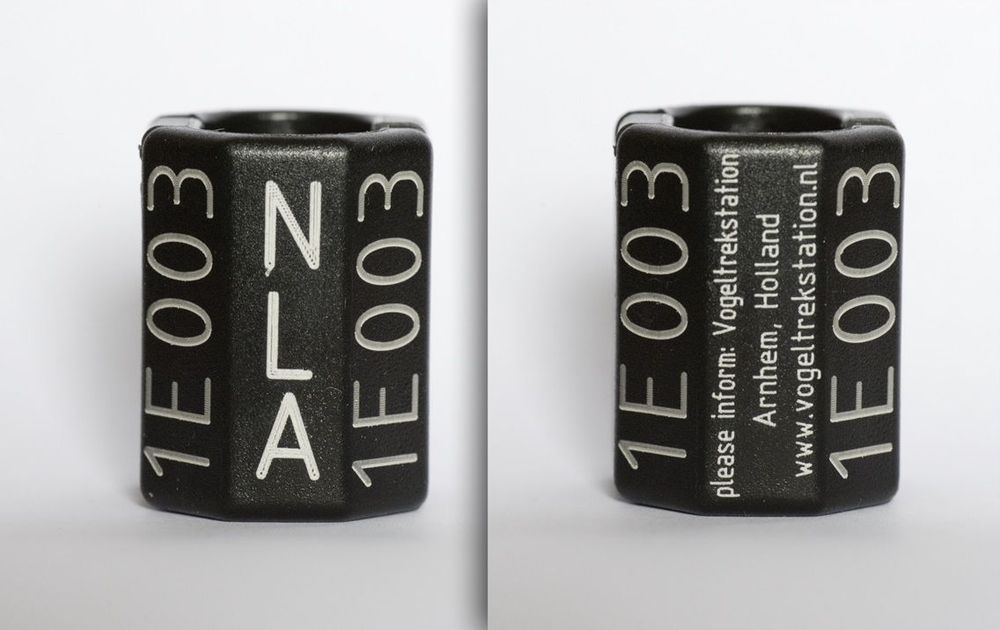 1E003
NLA
1E003
1E003
please inform: Vogeltrekstation
Arnhem, Holland
www.vogeltrekstation.nl
1E003